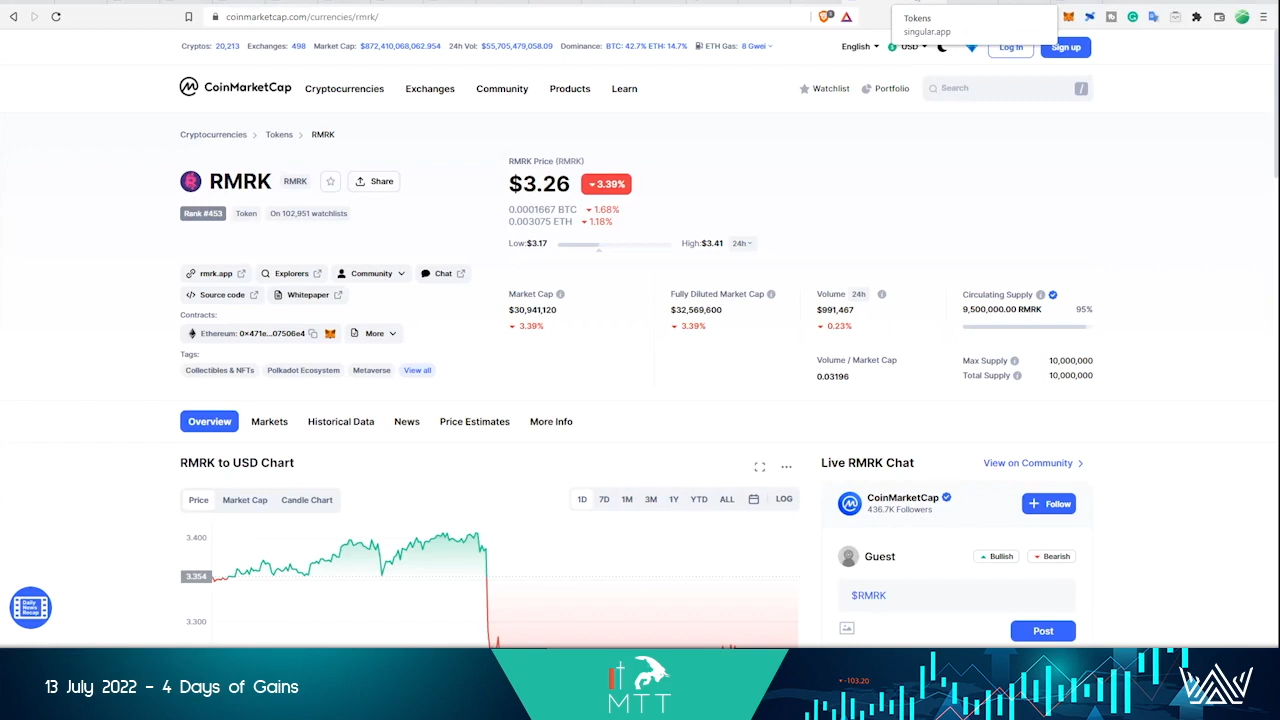 coinmarketcap.com/currencies/rmrk/
Tokens
singular.app
Cryptos: 20,213 Exchanges: 498 Market Cap: $872,410,068,062.954 24h Vol: $55,705,479,058.09 Dominance: BTC: 42.7% ETH: 14.7% ETH Gas: 8 Gwei
English USD Log In Sign up
CoinMarketCap Cryptocurrencies Exchanges Community Products Learn
Watchlist Portfolio Search /
Cryptocurrencies > Tokens > RMRK
RMRK RMRK Share
Rank #453 Token On 102,951 watchlists
rmrk.app Explorers Community Chat
Source code Whitepaper
Contracts:
Ethereum: 0x471e...07506e4 More
Tags:
Collectibles & NFTs Polkadot Ecosystem Metaverse View all
RMRK Price (RMRK)
$3.26 3.39%
0.0001667 BTC 1.68%
0.003075 ETH 1.18%
Low:$3.17 High:$3.41 24h
Market Cap
$30,941,120
3.39%
Fully Diluted Market Cap
$32,569,600
3.39%
Volume 24h
$991,467
0.23%
Volume / Market Cap
0.03196
Circulating Supply
9,500,000.00 RMRK 95%
Max Supply 10,000,000
Total Supply 10,000,000
Overview Markets Historical Data News Price Estimates More Info
RMRK to USD Chart
Price Market Cap Candle Chart
1D 7D 1M 3M 1Y YTD ALL LOG
3.400
3.354
3.300
Live RMRK Chat View on Community >
CoinMarketCap
436.7K Followers
+ Follow
Guest Bullish Bearish
$RMRK
Post
Daily
News
Recap
13 July 2022 - 4 Days of Gains
MTT
-103.20